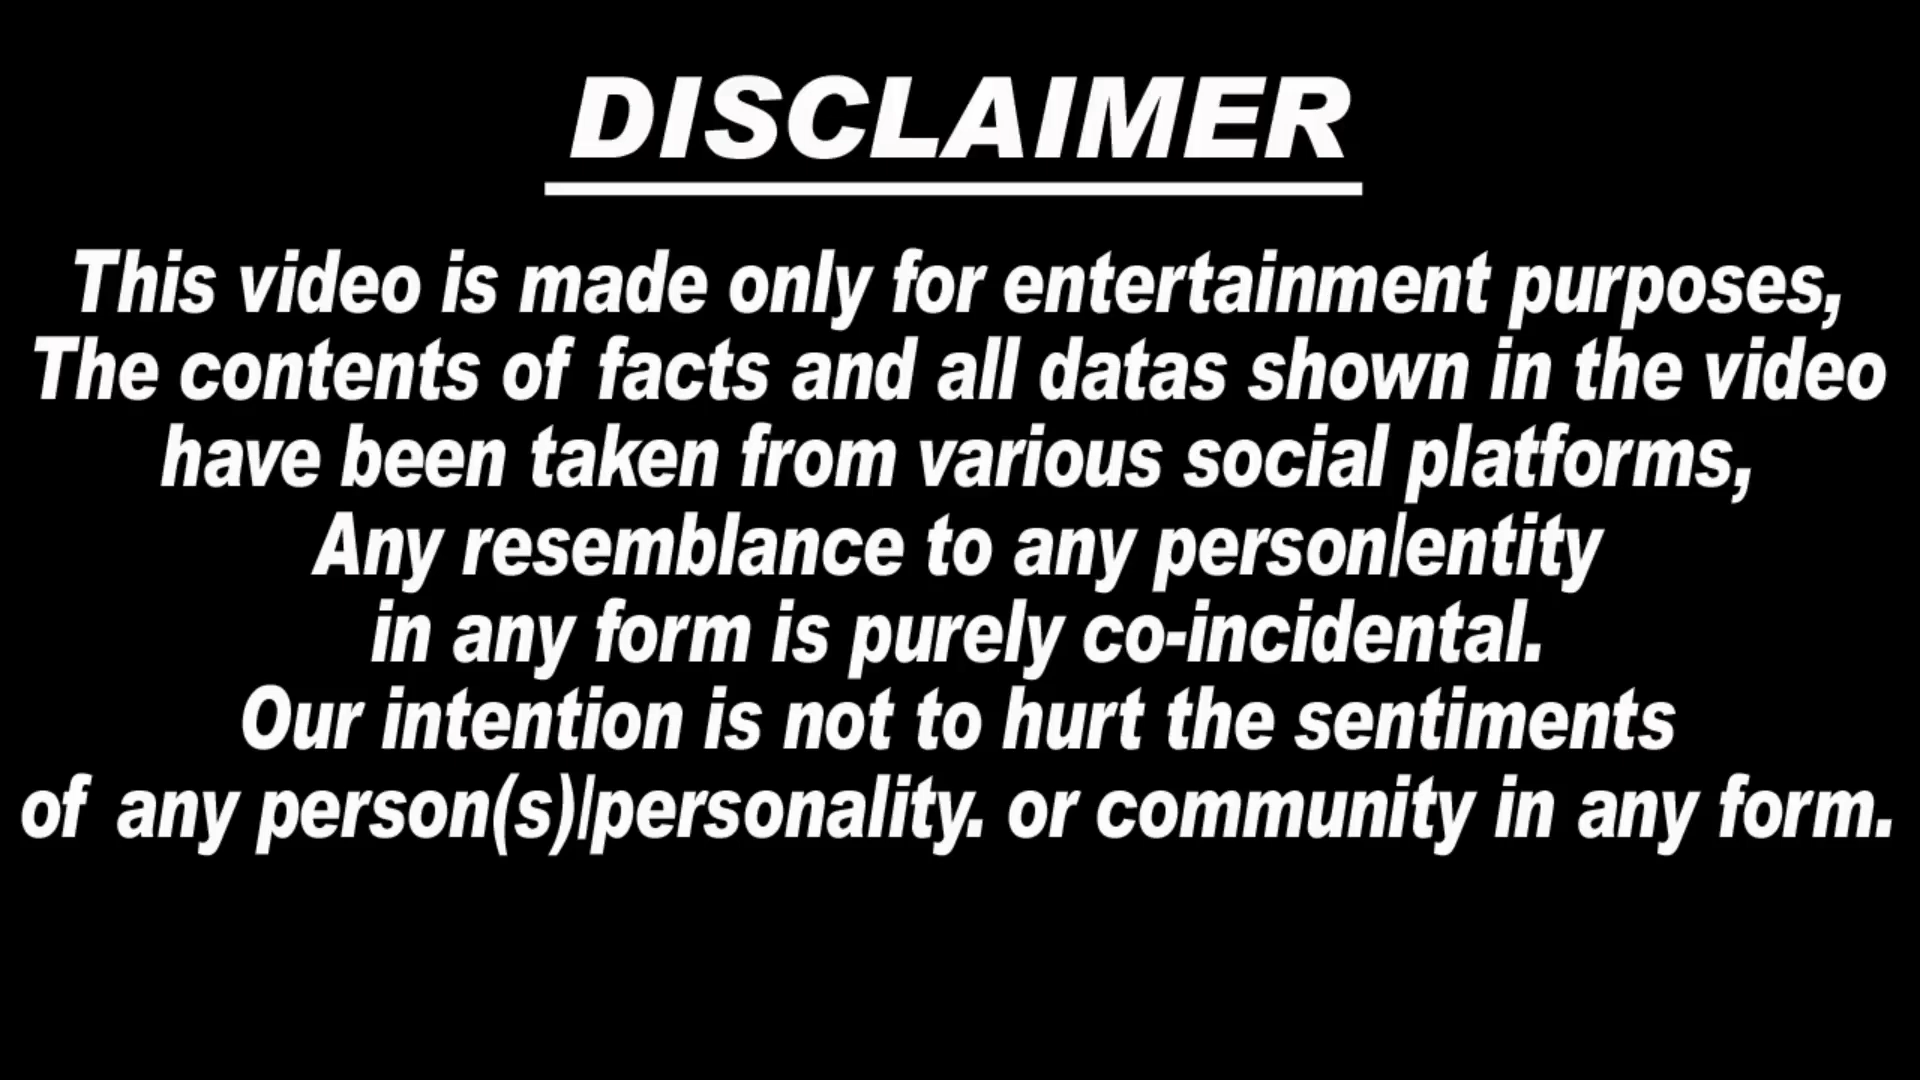 DISCLAIMER
This video is made only for entertainment purposes,
The contents of facts and all datas shown in the video
have been taken from various social platforms,
Any resemblance to any person/entity
in any form is purely co-incidental.
Our intention is not to hurt the sentiments
of any person(s)/personality. or community in any form.